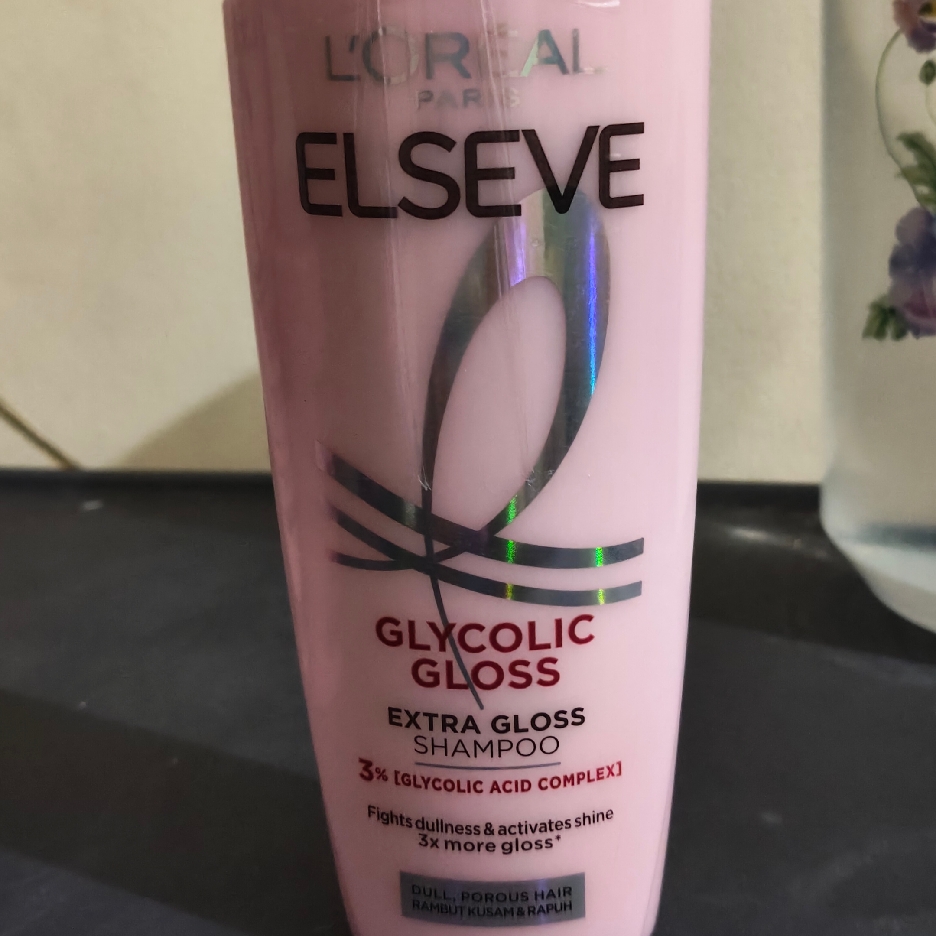 L'ORÉAL
PARIS
ELSEVE
GLYCOLIC
GLOSS
EXTRA GLOSS
SHAMPOO
3% [GLYCOLIC ACID COMPLEX]
Fights dullness & activates shine
3x more gloss*
DULL, POROUS HAIR
RAMBUT KUSAM & RAPUH